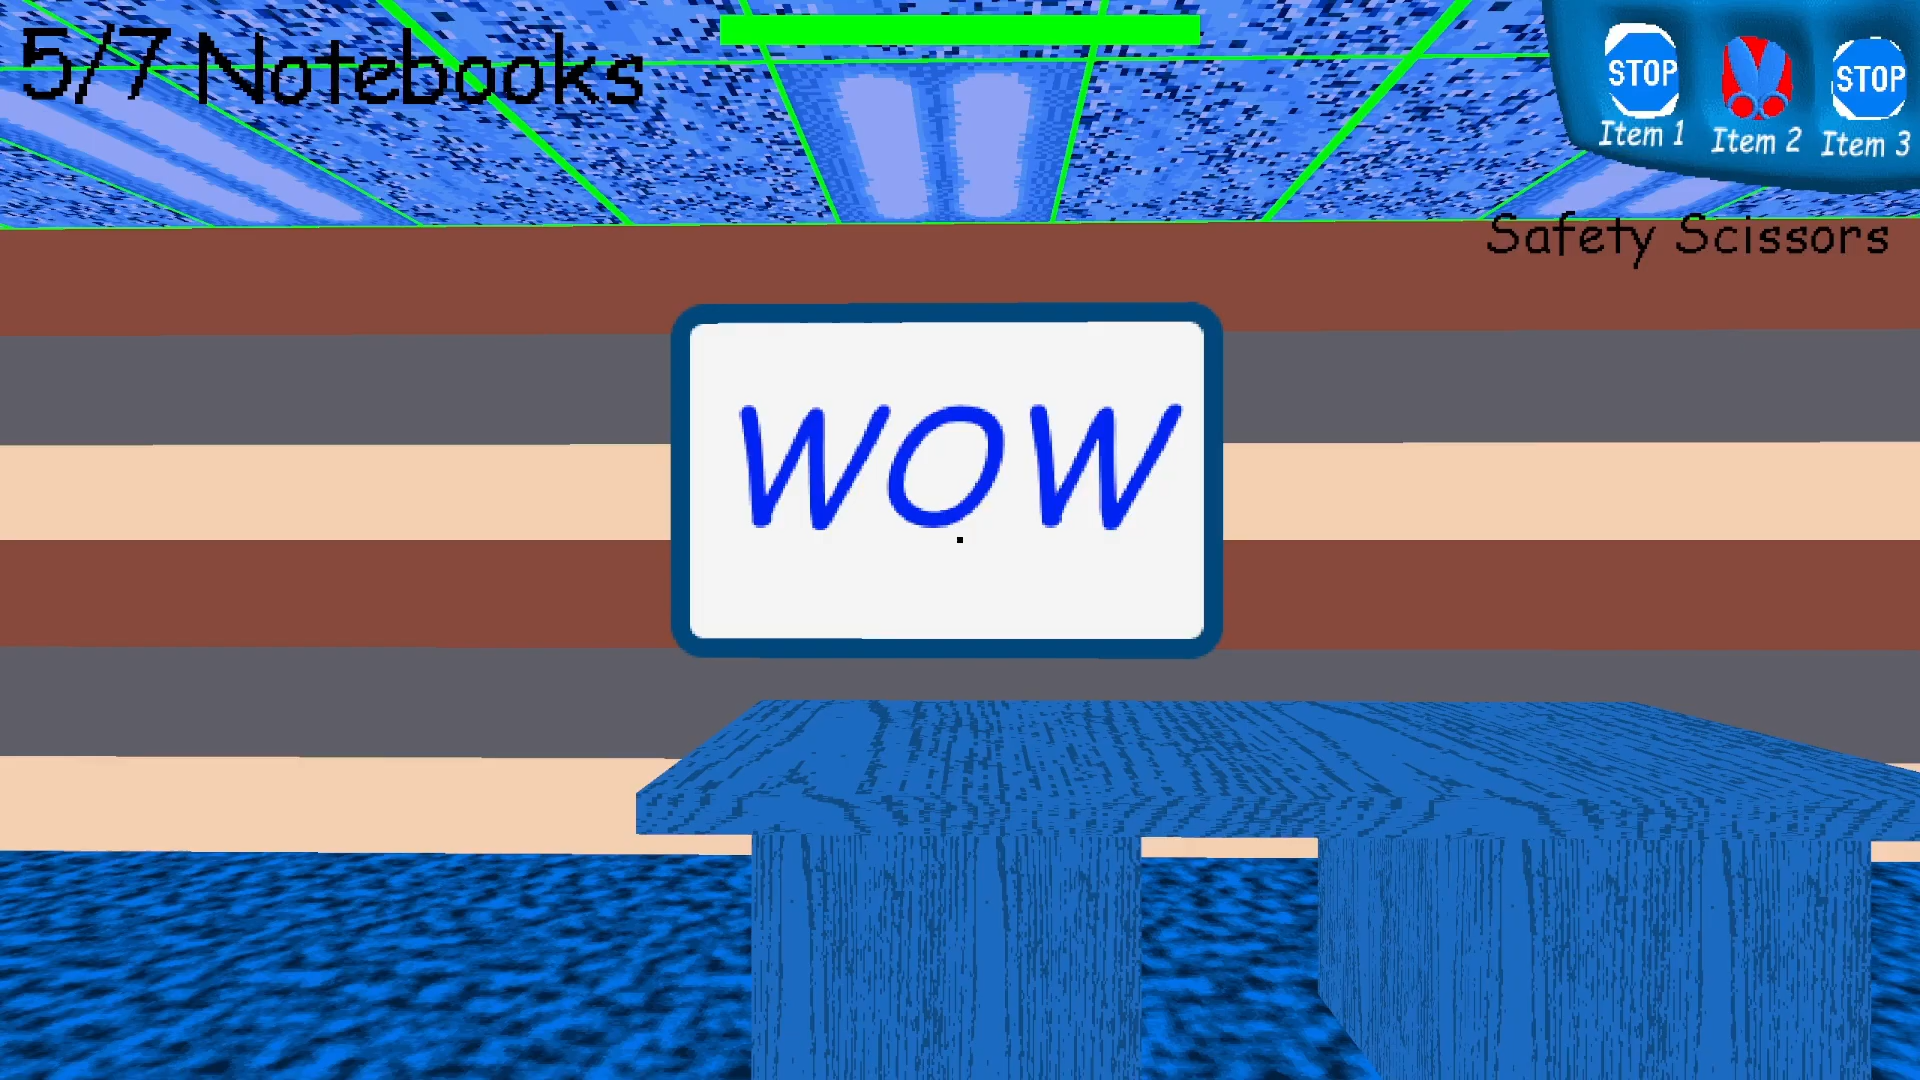 5/7 Notebooks
STOP STOP
Item 1 Item 2 Item 3
Safety Scissors
WOW